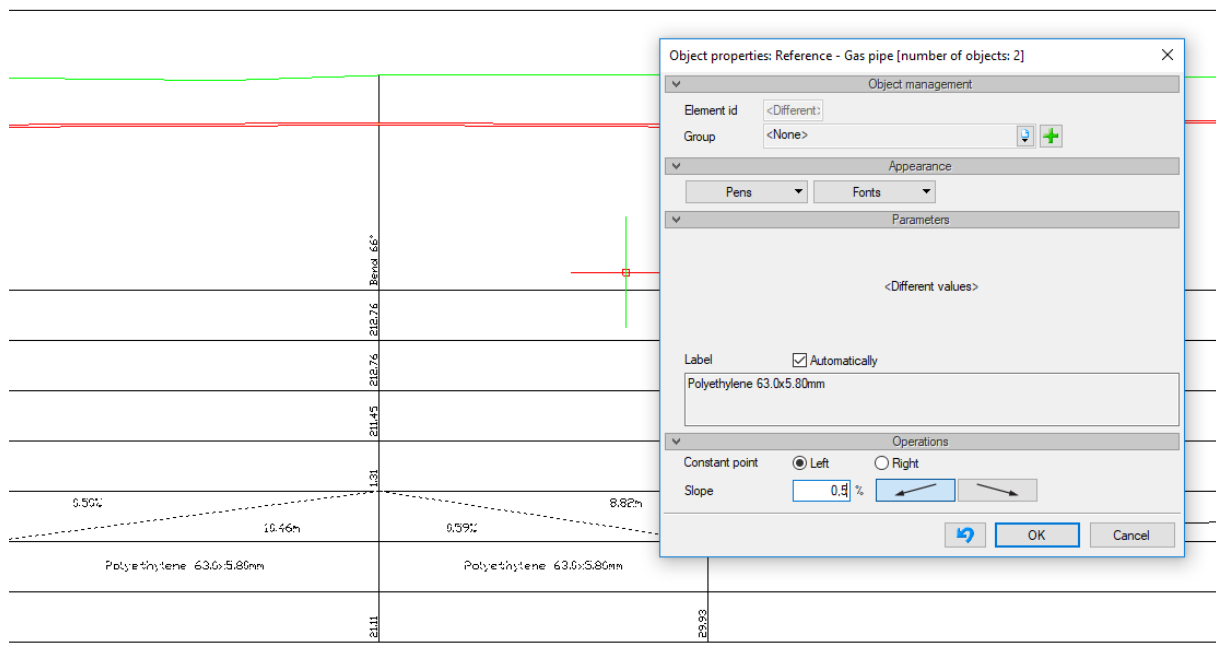 Object properties: Reference - Gas pipe [number of objects: 2]
Object management
Element id <Different:
Group <None>
Appearance
Pens Fonts
Parameters
<Different values>
Label Automatically
Polyethylene 63.0x5.80mm
Operations
Constant point Left Right
Slope 0,5 %
OK Cancel
Bend 66°
212.76
212.76
211.45
1.31
8.82m
10.46m
0.59%
Polyethylene 63.0x5.80mm Polyethylene 63.0x5.80mm
21.11 29.93